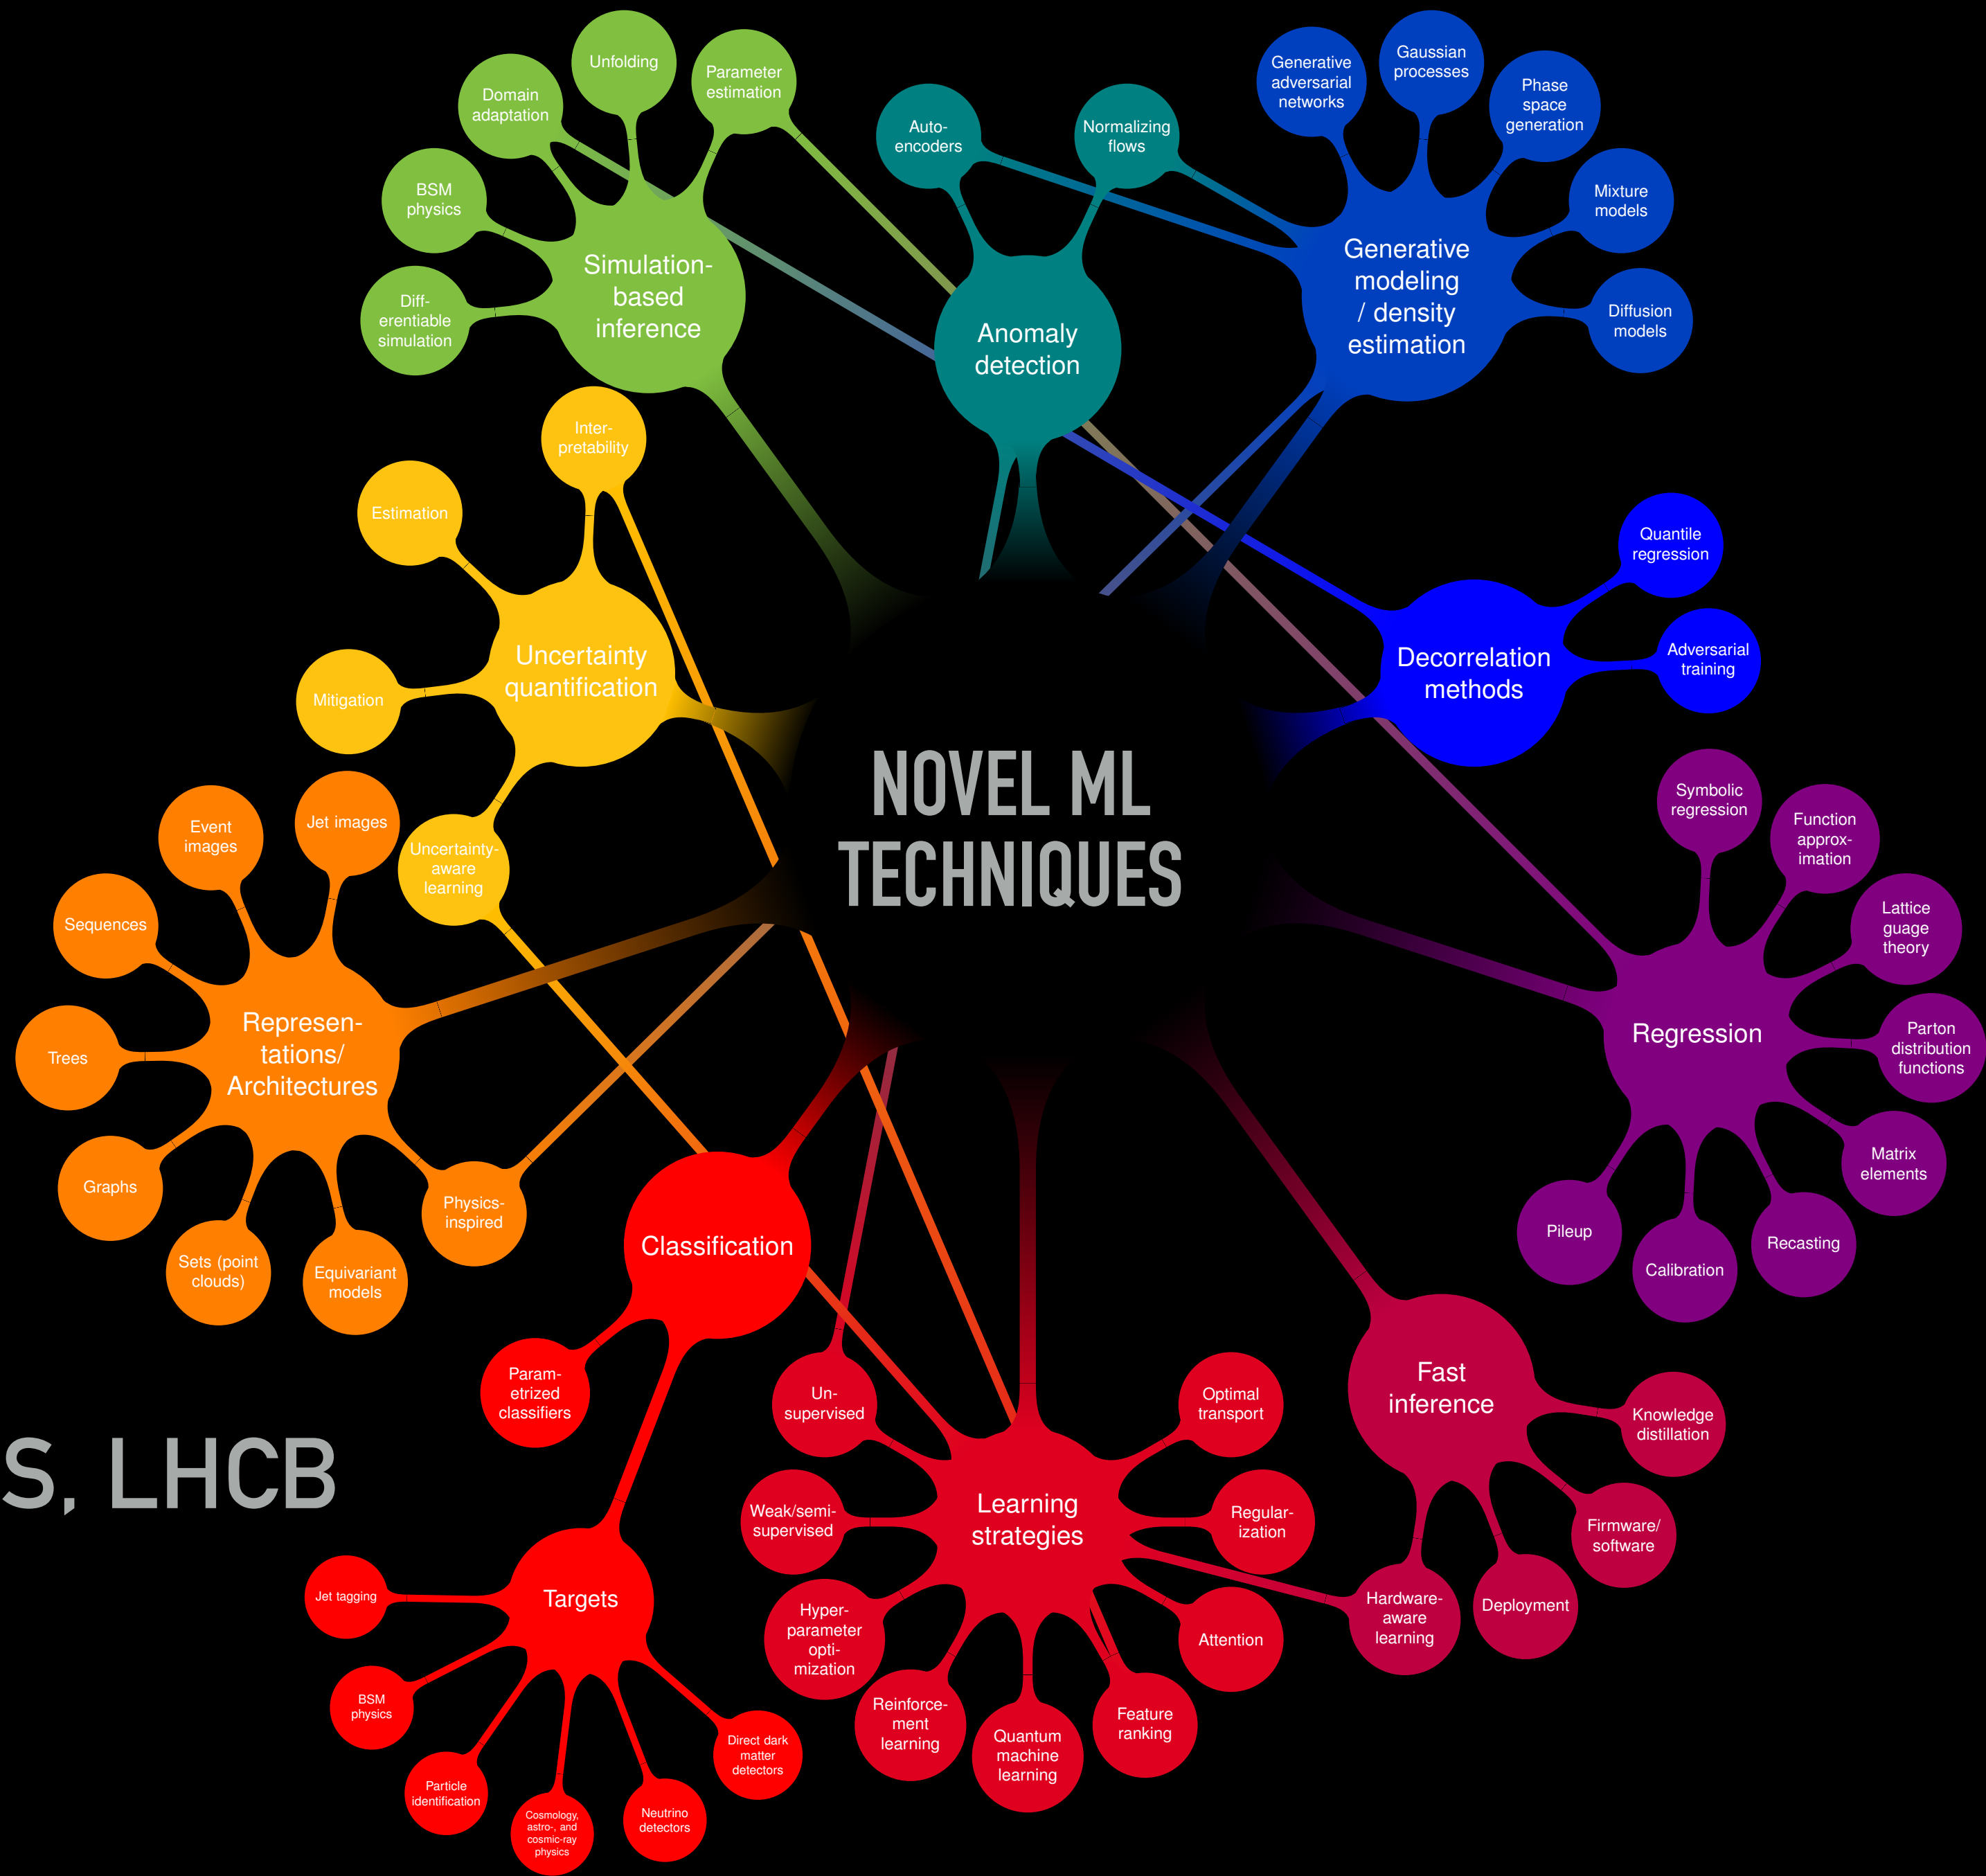 Unfolding
Parameter
estimation
Domain
adaptation
BSM
physics
Diff-
erentiable
simulation
Simulation-
based
inference
Auto-
encoders
Normalizing
flows
Anomaly
detection
Generative
adversarial
networks
Gaussian
processes
Phase
space
generation
Mixture
models
Diffusion
models
Generative
modeling
/ density
estimation
Inter-
pretability
Estimation
Mitigation
Uncertainty-
aware
learning
Uncertainty
quantification
Quantile
regression
Adversarial
training
Decorrelation
methods
NOVEL ML
TECHNIQUES
Jet images
Event
images
Sequences
Trees
Graphs
Sets (point
clouds)
Equivariant
models
Physics-
inspired
Represen-
tations/
Architectures
Symbolic
regression
Function
approx-
imation
Lattice
guage
theory
Parton
distribution
functions
Matrix
elements
Recasting
Calibration
Pileup
Regression
Classification
Param-
etrized
classifiers
S, LHCB
Targets
Jet tagging
BSM
physics
Particle
identification
Cosmology,
astro-, and
cosmic-ray
physics
Neutrino
detectors
Direct dark
matter
detectors
Un-
supervised
Weak/semi-
supervised
Hyper-
parameter
opti-
mization
Reinforce-
ment
learning
Quantum
machine
learning
Feature
ranking
Attention
Regular-
ization
Optimal
transport
Learning
strategies
Fast
inference
Knowledge
distillation
Firmware/
software
Deployment
Hardware-
aware
learning